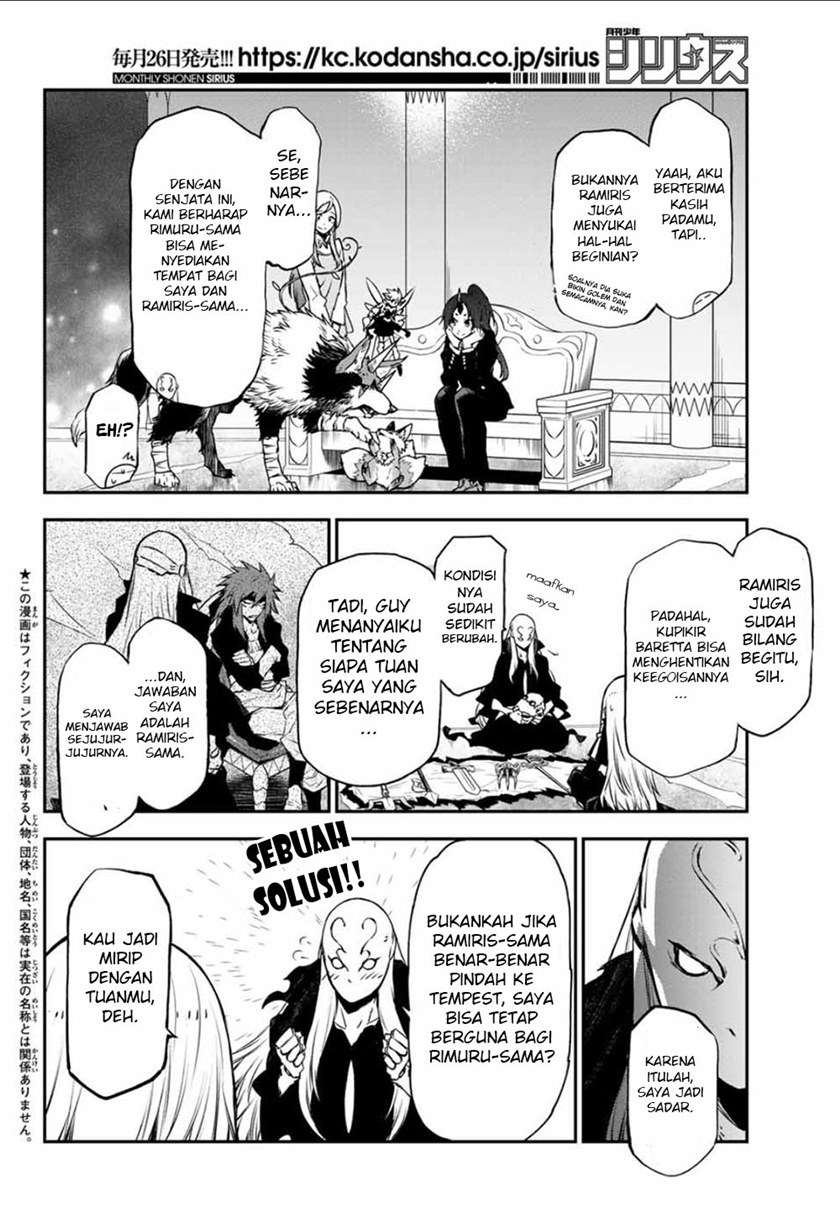 毎月26日発売!!! https://kc.kodansha.co.jp/sirius
MONTHLY SHONEN SIRIUS
月刊少年
シリウス
YAAH, AKU
BERTERIMA
KASIH
PADAMU,
TAPI..
BUKANNYA
RAMIRIS
JUGA
MENYUKAI
HAL-HAL
BEGINIAN?
SOALNYA DIA SUKA
BIKIN GOLEM DAN
SEMACAMNYA, KAN?
SE,
SEBE
NAR-
NYA...
DENGAN
SENJATA INI,
KAMI BERHARAP
RIMURU-SAMA
BISA ME-
NYEDIAKAN
TEMPAT BAGI
SAYA DAN
RAMIRIS-SAMA...
EH!?
RAMIRIS
JUGA
SUDAH
BILANG
BEGITU,
SIH.
PADAHAL,
KUPIKIR
BARETTA BISA
MENGHENTIKAN
KEEGOISANNYA
...
maafkan
saya.
KONDISI
NYA
SUDAH
SEDIKIT
BERUBAH.
TADI, GUY
MENANYAIKU
TENTANG
SIAPA TUAN
SAYA YANG
SEBENARNYA
...
...DAN,
JAWABAN
SAYA
ADALAH
RAMIRIS-
SAMA.
SAYA
MENJAWAB
SEJUJUR-
JUJURNYA.
KARENA
ITULAH,
SAYA JADI
SADAR.
BUKANKAH JIKA
RAMIRIS-SAMA
BENAR-BENAR
PINDAH KE
TEMPEST, SAYA
BISA TETAP
BERGUNA BAGI
RIMURU-SAMA?
SEBUAH
SOLUSI!!
KAU JADI
MIRIP
DENGAN
TUANMU,
DEH.
★この漫画はフィクションであり、登場する人物、団体、地名、国名等は実在の名称とは関係ありません。